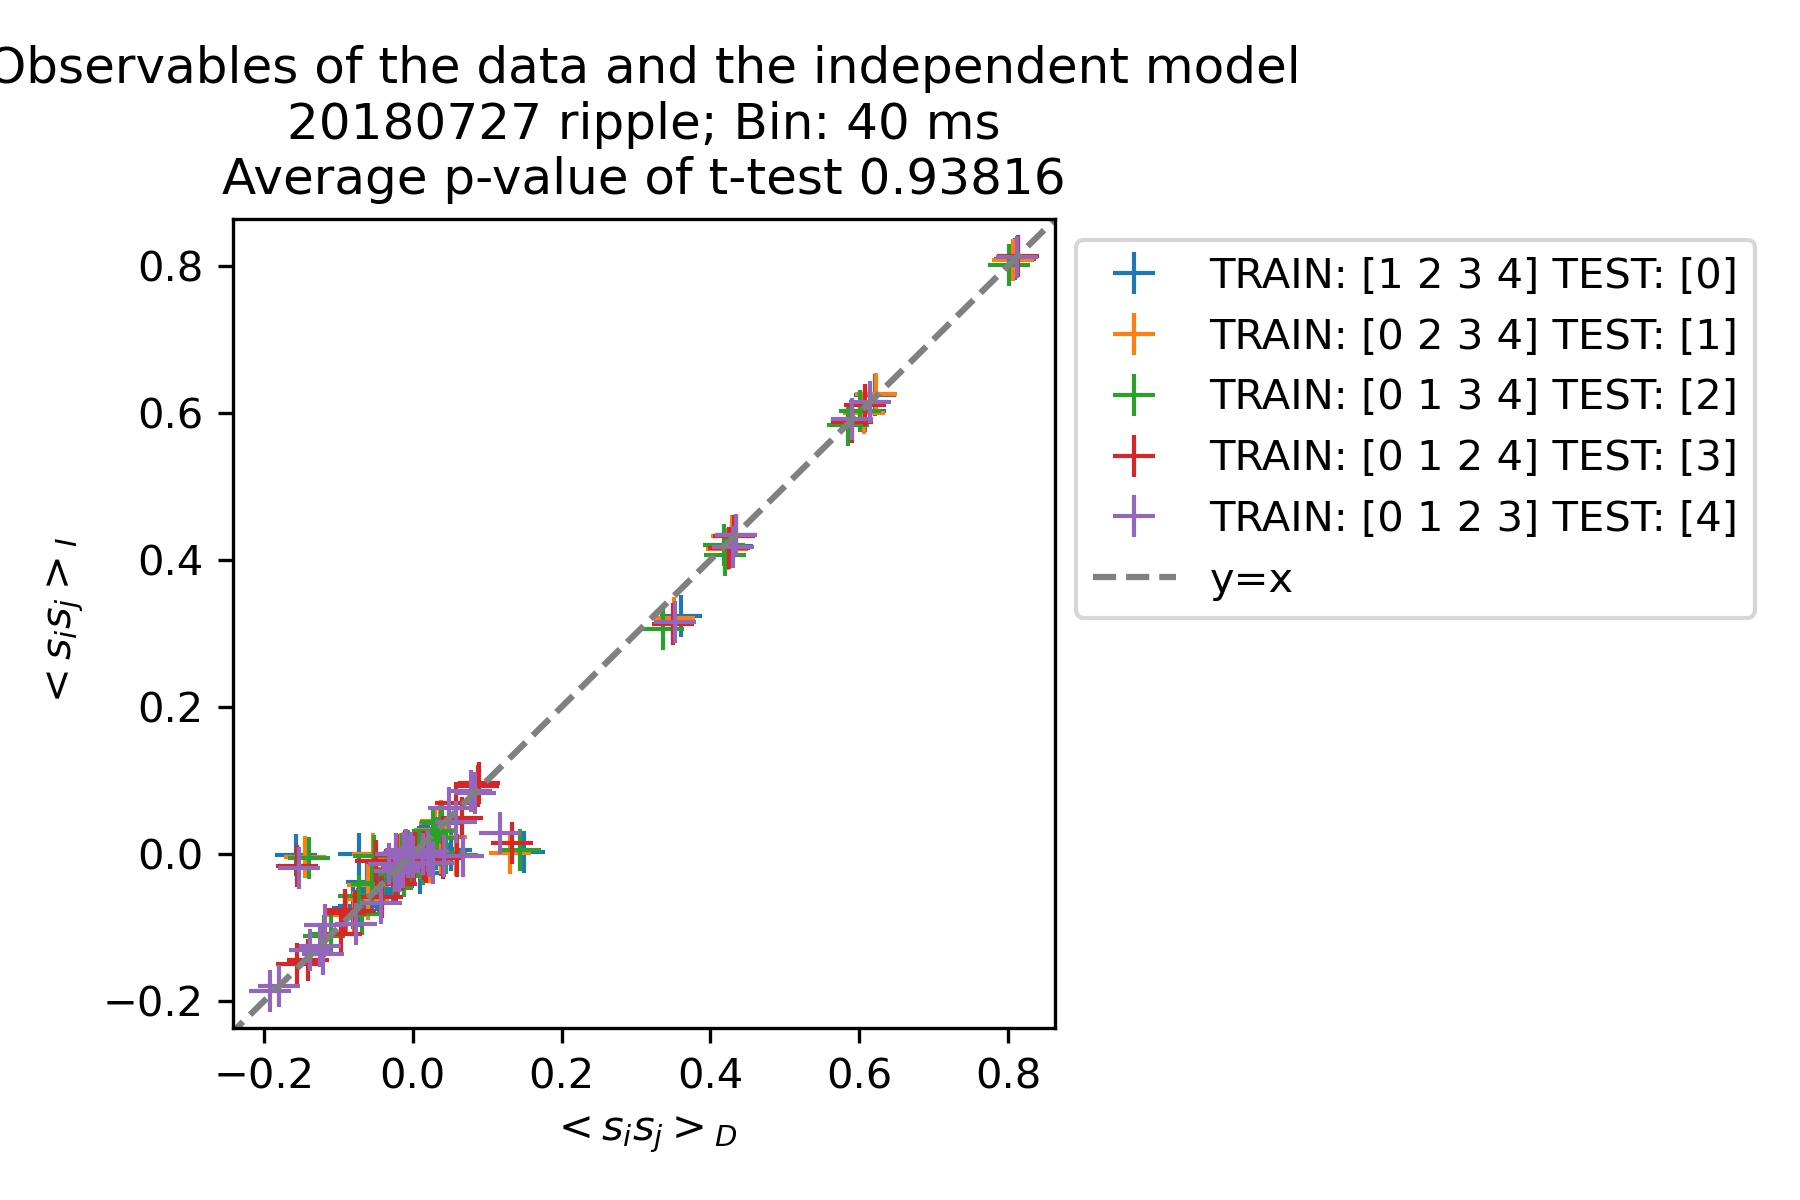 Observables of the data and the independent model
20180727 ripple; Bin: 40 ms
Average p-value of t-test 0.93816
0.8
0.6
0.4
0.2
0.0
−0.2
−0.2 0.0 0.2 0.4 0.6 0.8
< s_i s_j >_I
< s_i s_j >_D
TRAIN: [1 2 3 4] TEST: [0]
TRAIN: [0 2 3 4] TEST: [1]
TRAIN: [0 1 3 4] TEST: [2]
TRAIN: [0 1 2 4] TEST: [3]
TRAIN: [0 1 2 3] TEST: [4]
y=x